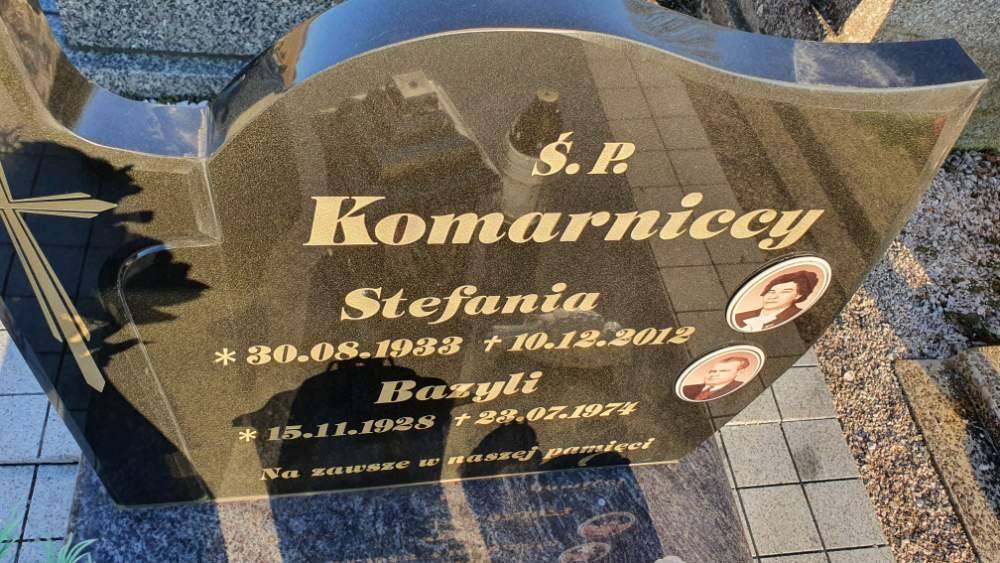 Ś.P.
Komarniccy
Stefania
* 30.08.1933 † 10.12.2012
Bazyli
* 15.11.1928 † 23.07.1974
Na zawsze w naszej pamięci